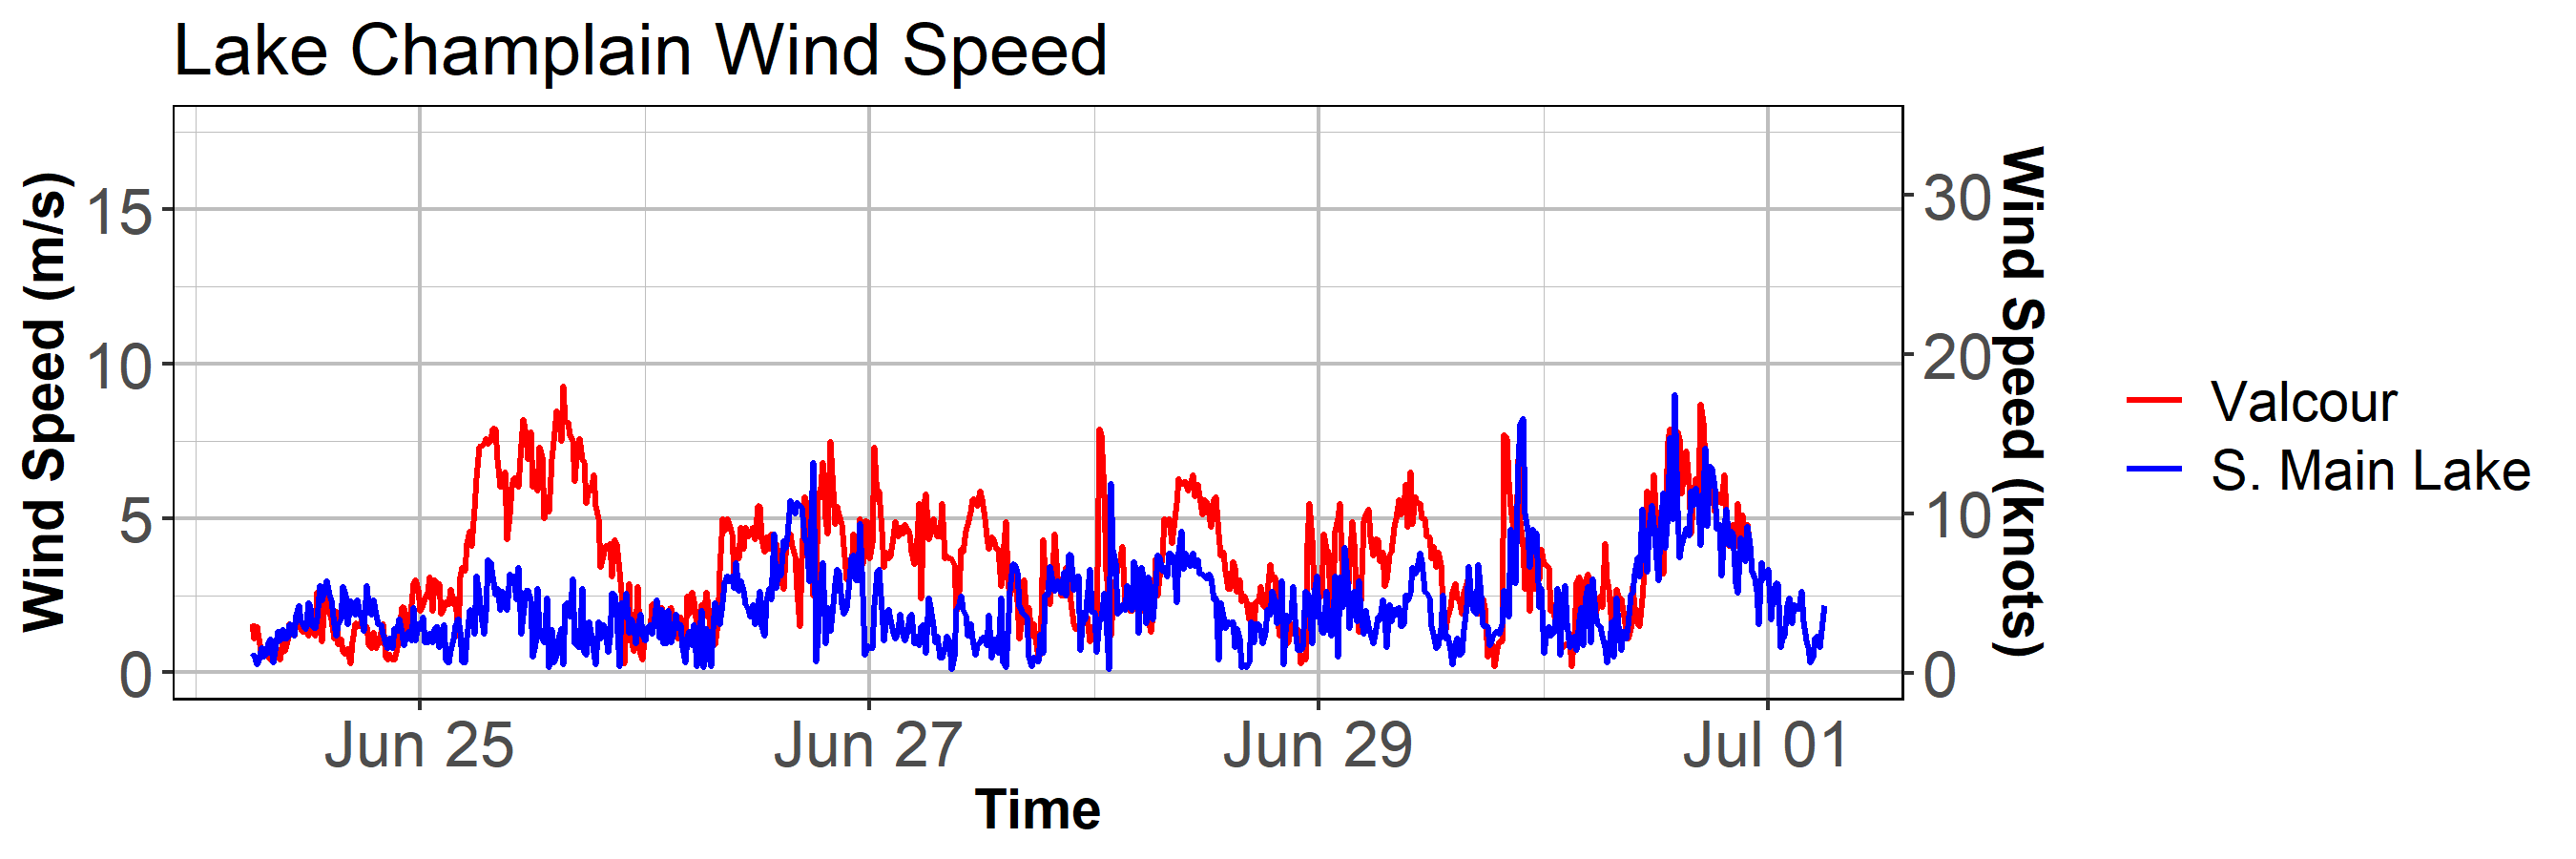 Lake Champlain Wind Speed
Wind Speed (m/s)
15
10
5
0
30
20
10
0
Wind Speed (knots)
Jun 25
Jun 27
Jun 29
Jul 01
Time
Valcour
S. Main Lake